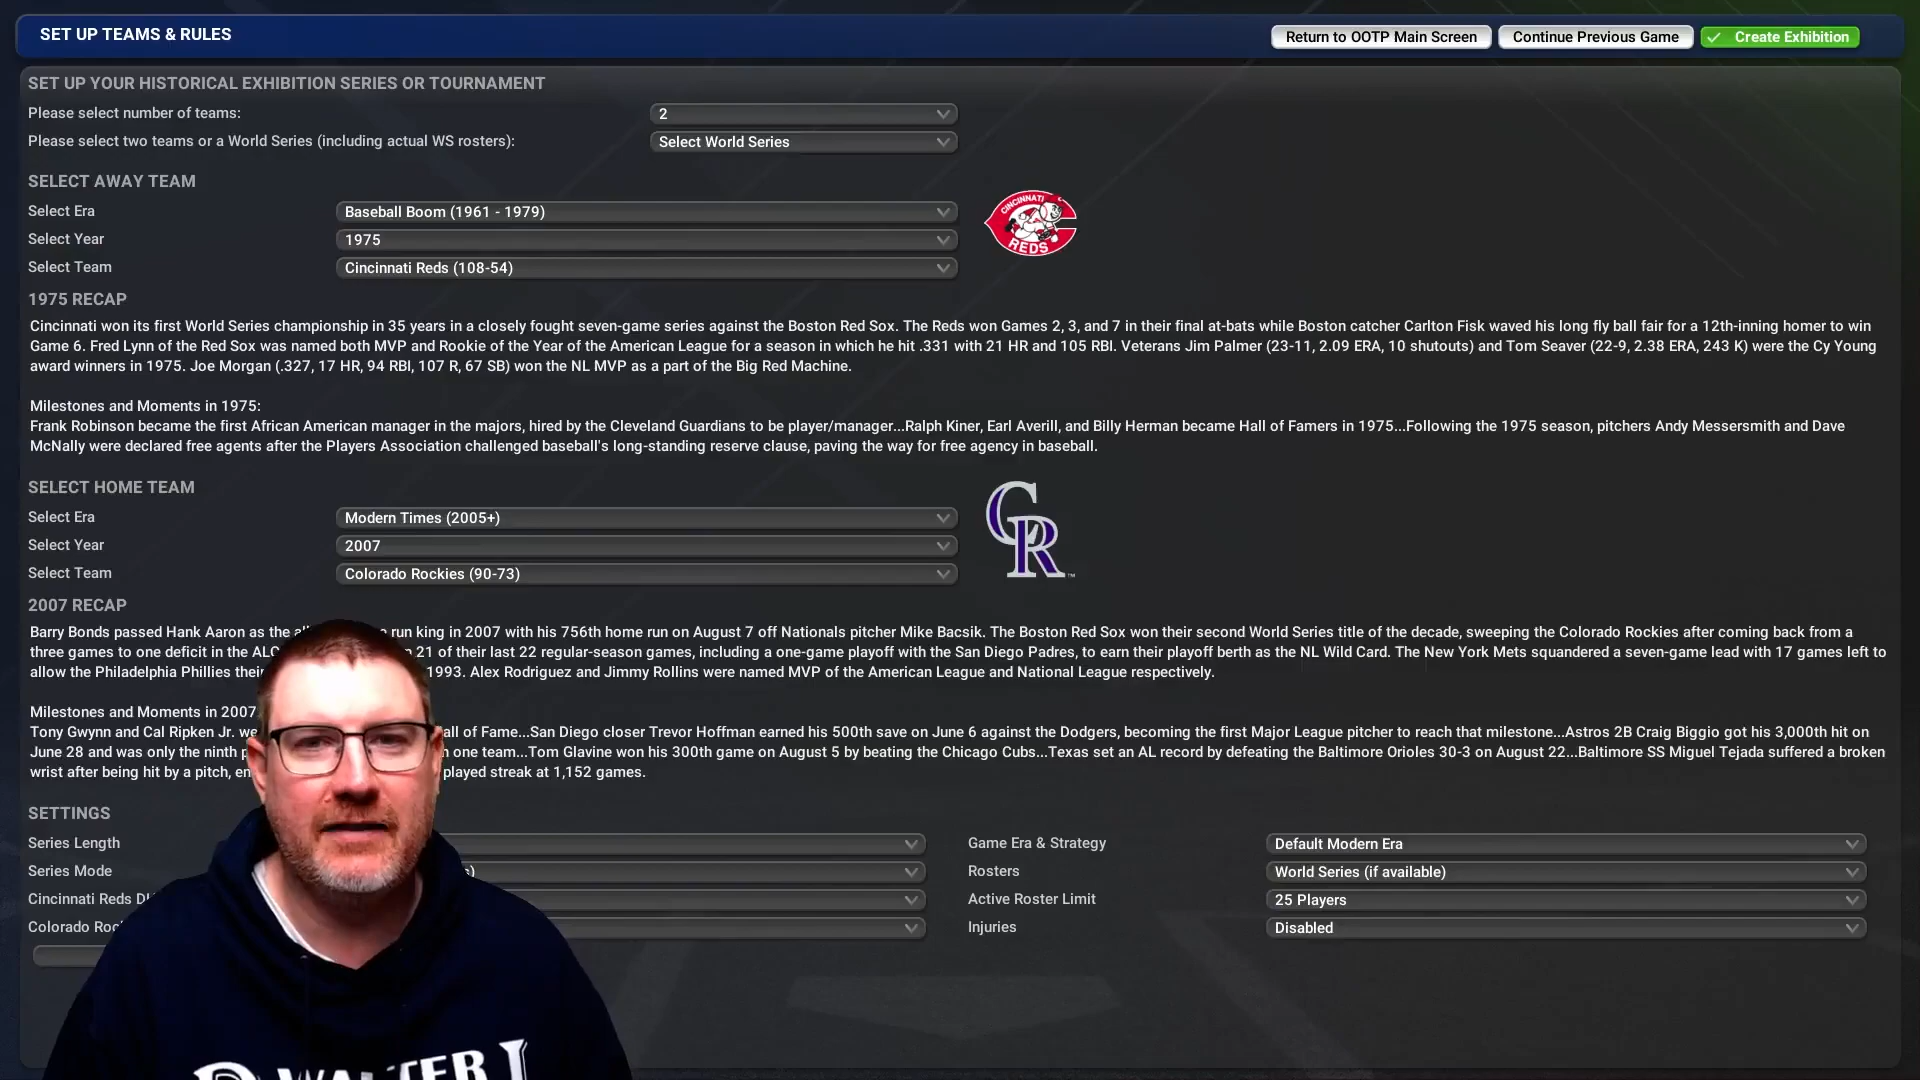 SET UP TEAMS & RULES
Return to OOTP Main Screen
Continue Previous Game
Create Exhibition
SET UP YOUR HISTORICAL EXHIBITION SERIES OR TOURNAMENT
Please select number of teams:
2
Please select two teams or a World Series (including actual WS rosters):
Select World Series
SELECT AWAY TEAM
Select Era
Baseball Boom (1961 - 1979)
Select Year
1975
Select Team
Cincinnati Reds (108-54)
CINCINNATI
REDS
1975 RECAP
Cincinnati won its first World Series championship in 35 years in a closely fought seven-game series against the Boston Red Sox. The Reds won Games 2, 3, and 7 in their final at-bats while Boston catcher Carlton Fisk waved his long fly ball fair for a 12th-inning homer to win
Game 6. Fred Lynn of the Red Sox was named both MVP and Rookie of the Year of the American League for a season in which he hit .331 with 21 HR and 105 RBI. Veterans Jim Palmer (23-11, 2.09 ERA, 10 shutouts) and Tom Seaver (22-9, 2.38 ERA, 243 K) were the Cy Young
award winners in 1975. Joe Morgan (.327, 17 HR, 94 RBI, 107 R, 67 SB) won the NL MVP as a part of the Big Red Machine.
Milestones and Moments in 1975:
Frank Robinson became the first African American manager in the majors, hired by the Cleveland Guardians to be player/manager...Ralph Kiner, Earl Averill, and Billy Herman became Hall of Famers in 1975...Following the 1975 season, pitchers Andy Messersmith and Dave
McNally were declared free agents after the Players Association challenged baseball's long-standing reserve clause, paving the way for free agency in baseball.
SELECT HOME TEAM
Select Era
Modern Times (2005+)
Select Year
2007
Select Team
Colorado Rockies (90-73)
CR
TM
2007 RECAP
Barry Bonds passed Hank Aaron as the run king in 2007 with his 756th home run on August 7 off Nationals pitcher Mike Bacsik. The Boston Red Sox won their second World Series title of the decade, sweeping the Colorado Rockies after coming back from a
three games to one deficit in the ALC 21 of their last 22 regular-season games, including a one-game playoff with the San Diego Padres, to earn their playoff berth as the NL Wild Card. The New York Mets squandered a seven-game lead with 17 games left to
allow the Philadelphia Phillies their 1993. Alex Rodriguez and Jimmy Rollins were named MVP of the American League and National League respectively.
Milestones and Moments in 2007
Tony Gwynn and Cal Ripken Jr. we all of Fame...San Diego closer Trevor Hoffman earned his 500th save on June 6 against the Dodgers, becoming the first Major League pitcher to reach that milestone...Astros 2B Craig Biggio got his 3,000th hit on
June 28 and was only the ninth one team...Tom Glavine won his 300th game on August 5 by beating the Chicago Cubs...Texas set an AL record by defeating the Baltimore Orioles 30-3 on August 22...Baltimore SS Miguel Tejada suffered a broken
wrist after being hit by a pitch, en played streak at 1,152 games.
SETTINGS
Series Length
Game Era & Strategy
Default Modern Era
Series Mode
s)
Rosters
World Series (if available)
Cincinnati Reds D
Active Roster Limit
25 Players
Colorado Roc
Injuries
Disabled